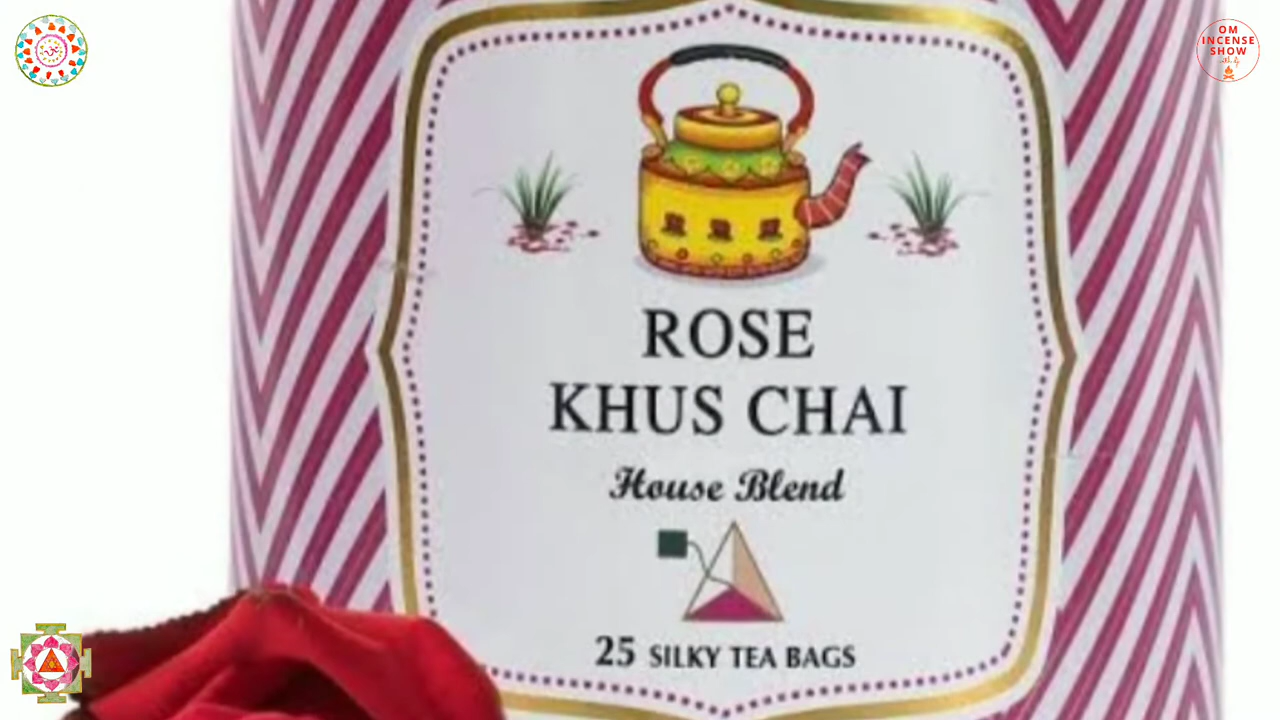 OM
INCENSE
SHOW
ROSE
KHUS CHAI
House Blend
25 SILKY TEA BAGS